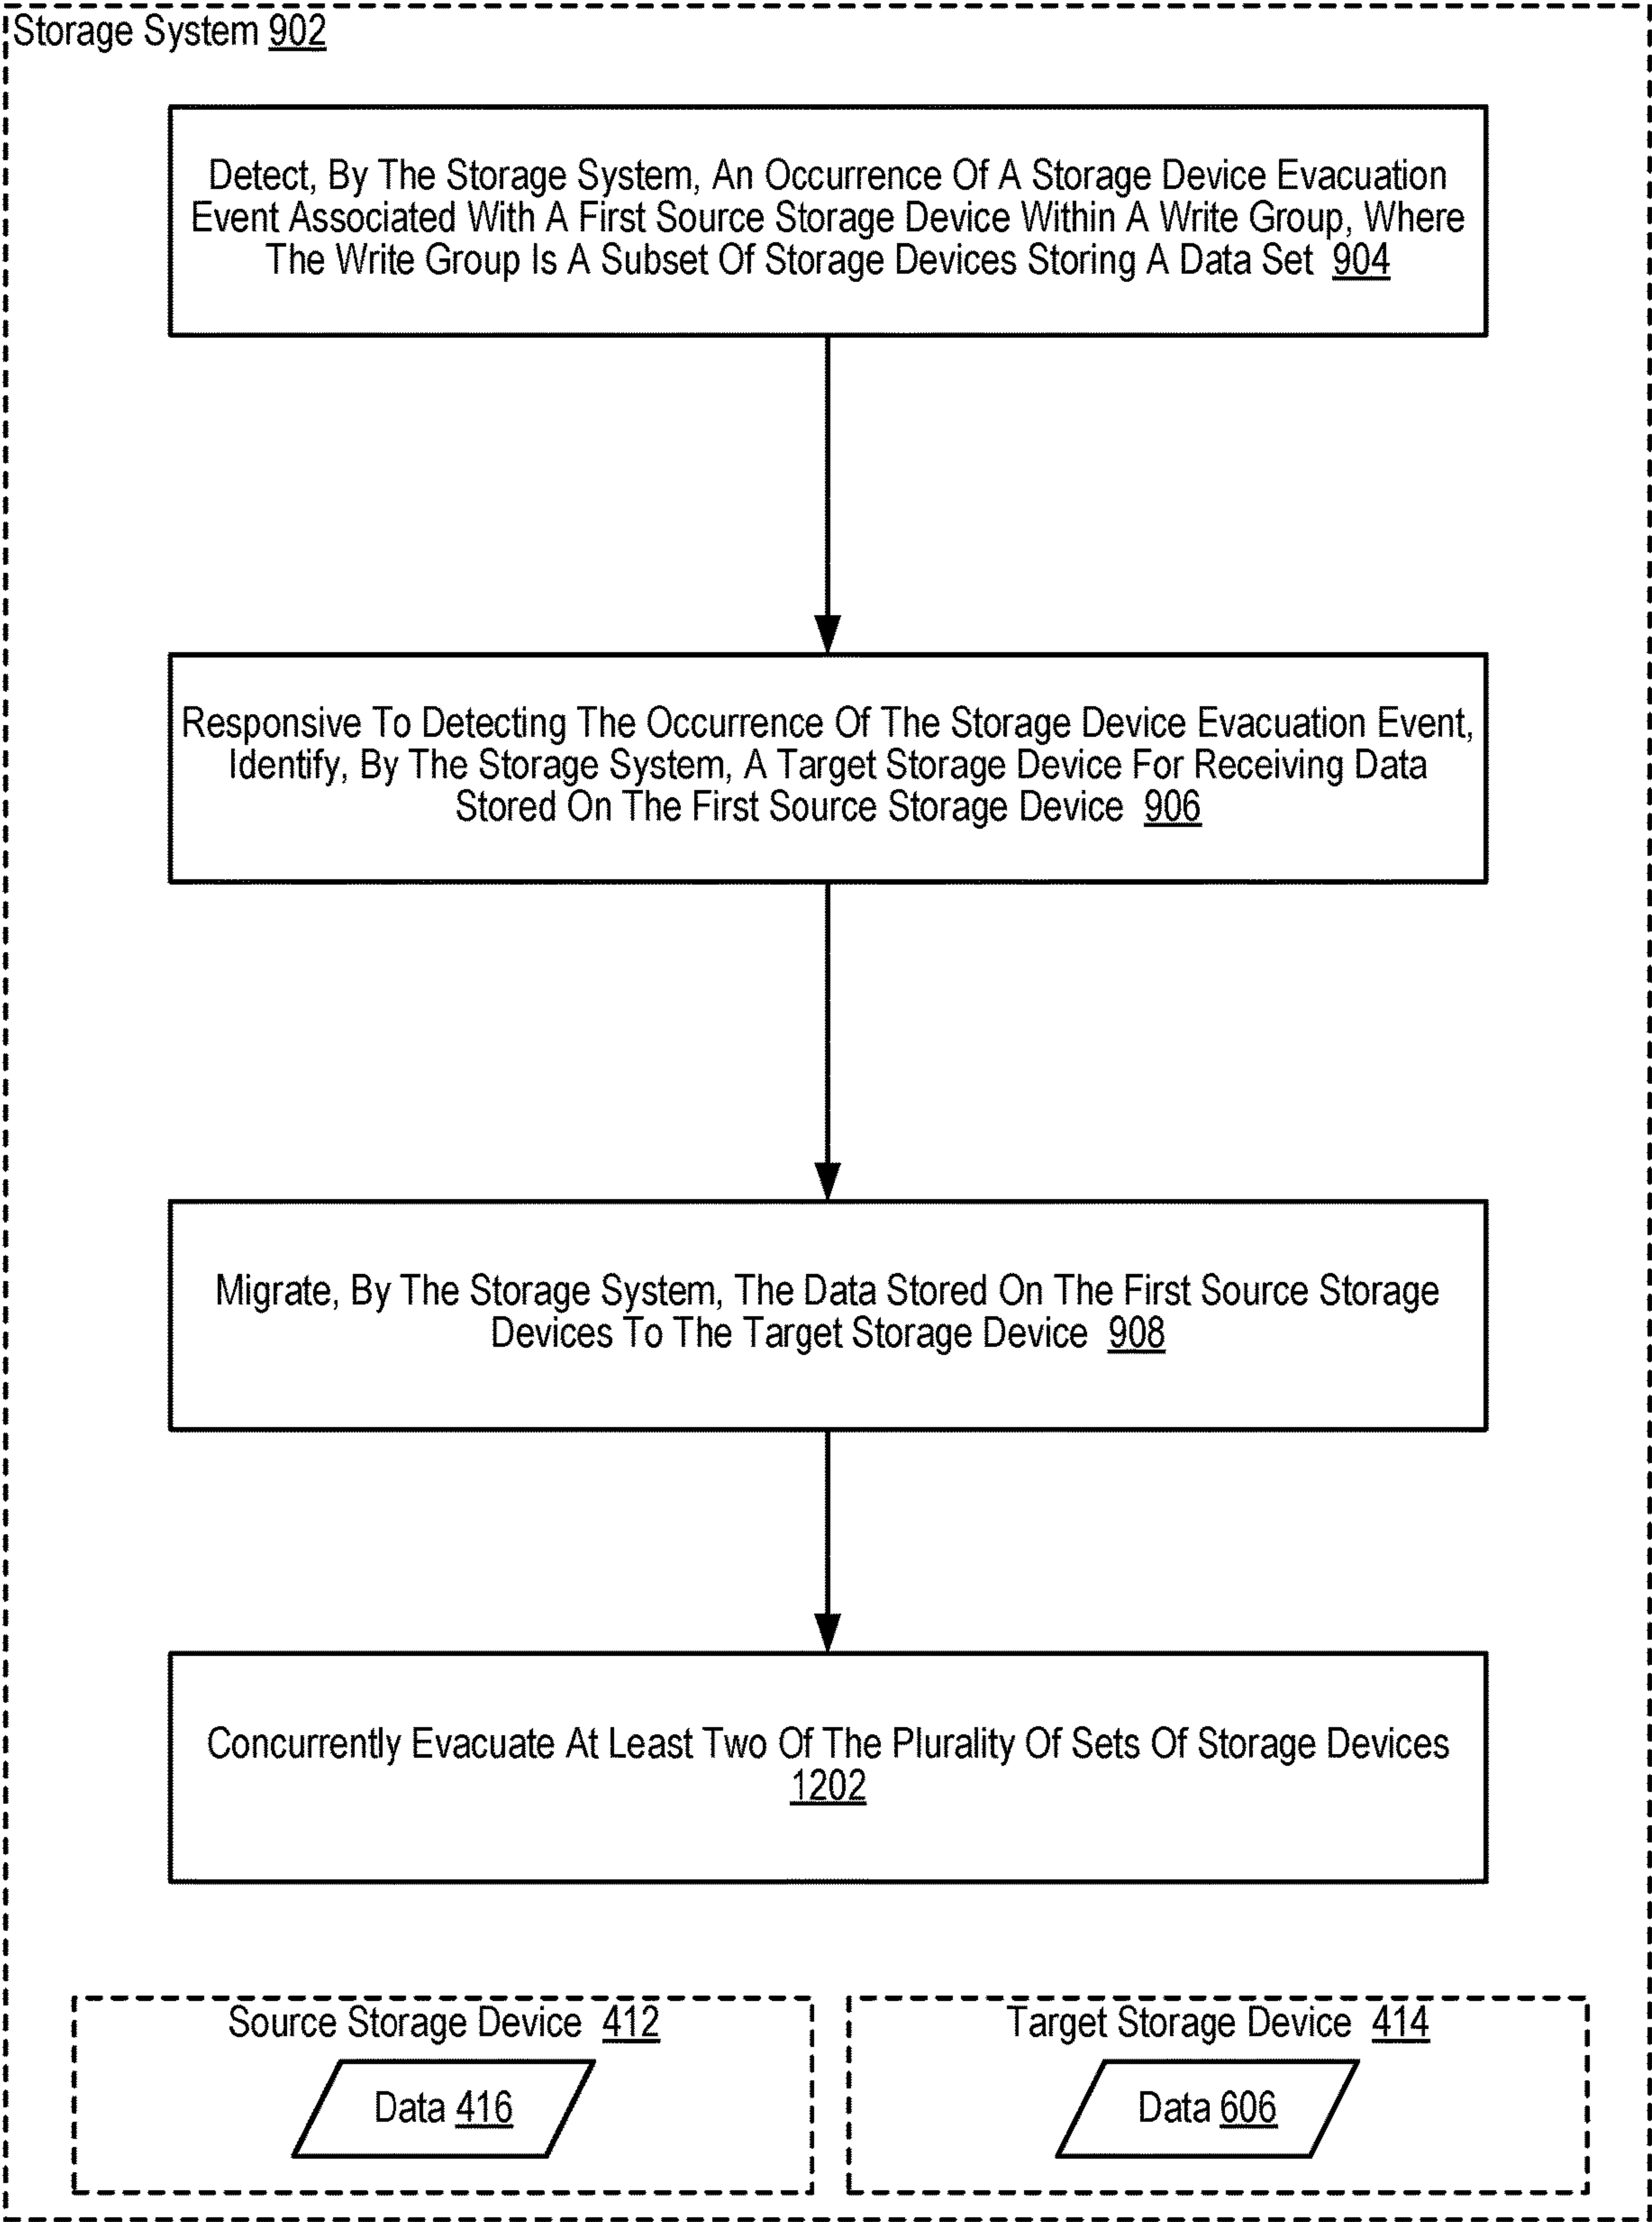 Storage System 902
Detect, By The Storage System, An Occurrence Of A Storage Device Evacuation
Event Associated With A First Source Storage Device Within A Write Group, Where
The Write Group Is A Subset Of Storage Devices Storing A Data Set 904
Responsive To Detecting The Occurrence Of The Storage Device Evacuation Event,
Identify, By The Storage System, A Target Storage Device For Receiving Data
Stored On The First Source Storage Device 906
Migrate, By The Storage System, The Data Stored On The First Source Storage
Devices To The Target Storage Device 908
Concurrently Evacuate At Least Two Of The Plurality Of Sets Of Storage Devices
1202
Source Storage Device 412
Data 416
Target Storage Device 414
Data 606